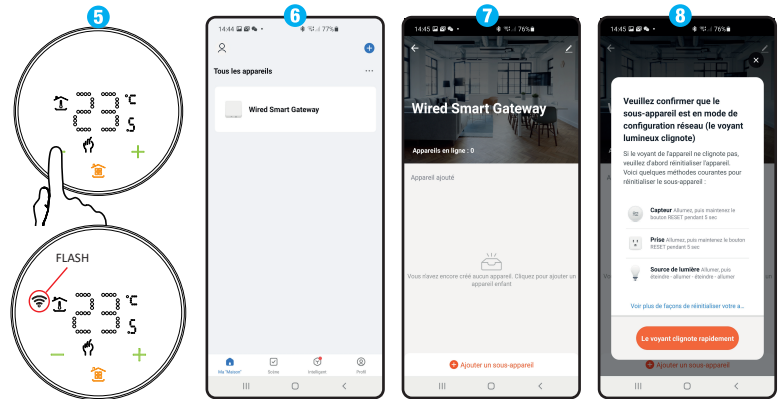 5
23.5 °C
−
+
FLASH
23.5 °C
−
+
6
14:44 77%
Tous les appareils
Wired Smart Gateway
Ma "Maison" Scène Intelligent Profil
7
14:45 76%
Wired Smart Gateway
Appareils en ligne : 0
Appareil ajouté
Vous n'avez encore créé aucun appareil. Cliquez pour ajouter un
appareil enfant
Ajouter un sous-appareil
8
14:45 76%
Veuillez confirmer que le
sous-appareil est en mode de
configuration réseau (le voyant
lumineux clignote)
Si le voyant de l'appareil ne clignote pas,
veuillez d'abord réinitialiser l'appareil.
Voici quelques méthodes courantes pour
réinitialiser le sous-appareil :
Capteur Allumez, puis maintenez le
bouton RESET pendant 5 sec
Prise Allumez, puis maintenez le bouton
RESET pendant 5 sec
Source de lumière Allumer, puis
éteindre - allumer - éteindre - allumer
Voir plus de façons de réinitialiser votre a...
Le voyant clignote rapidement
Ajouter un sous-appareil